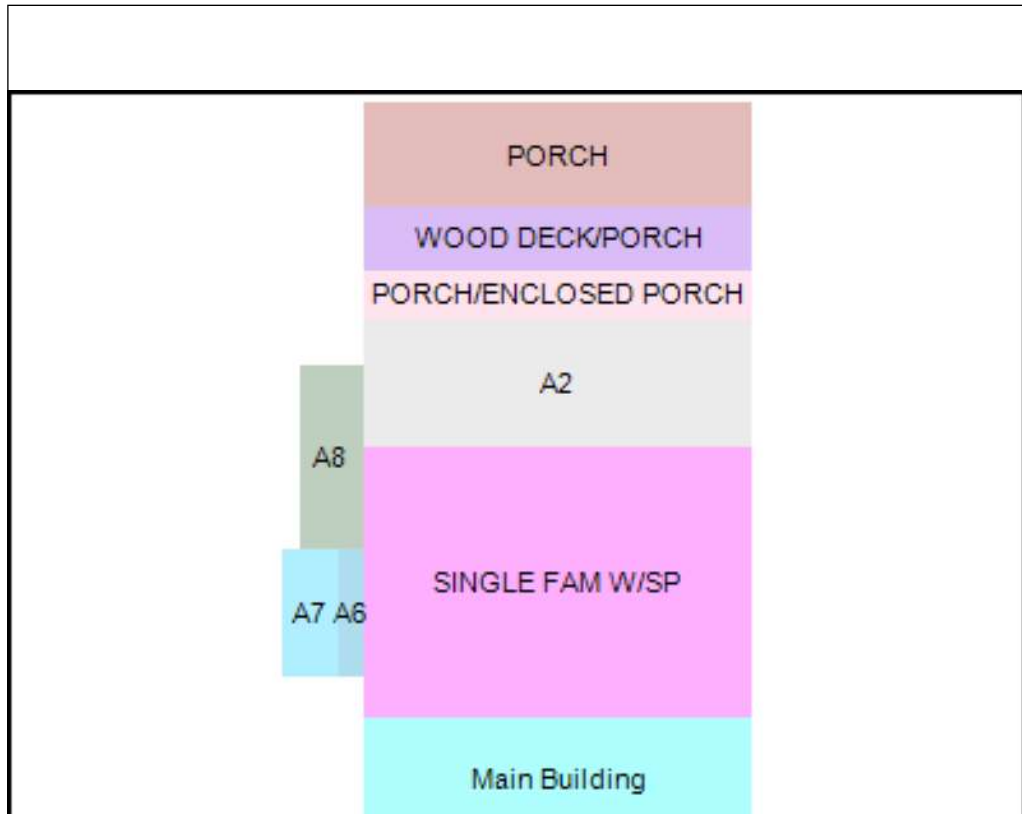 PORCH
WOOD DECK/PORCH
PORCH/ENCLOSED PORCH
A2
A8
SINGLE FAM W/SP
A7 A6
Main Building